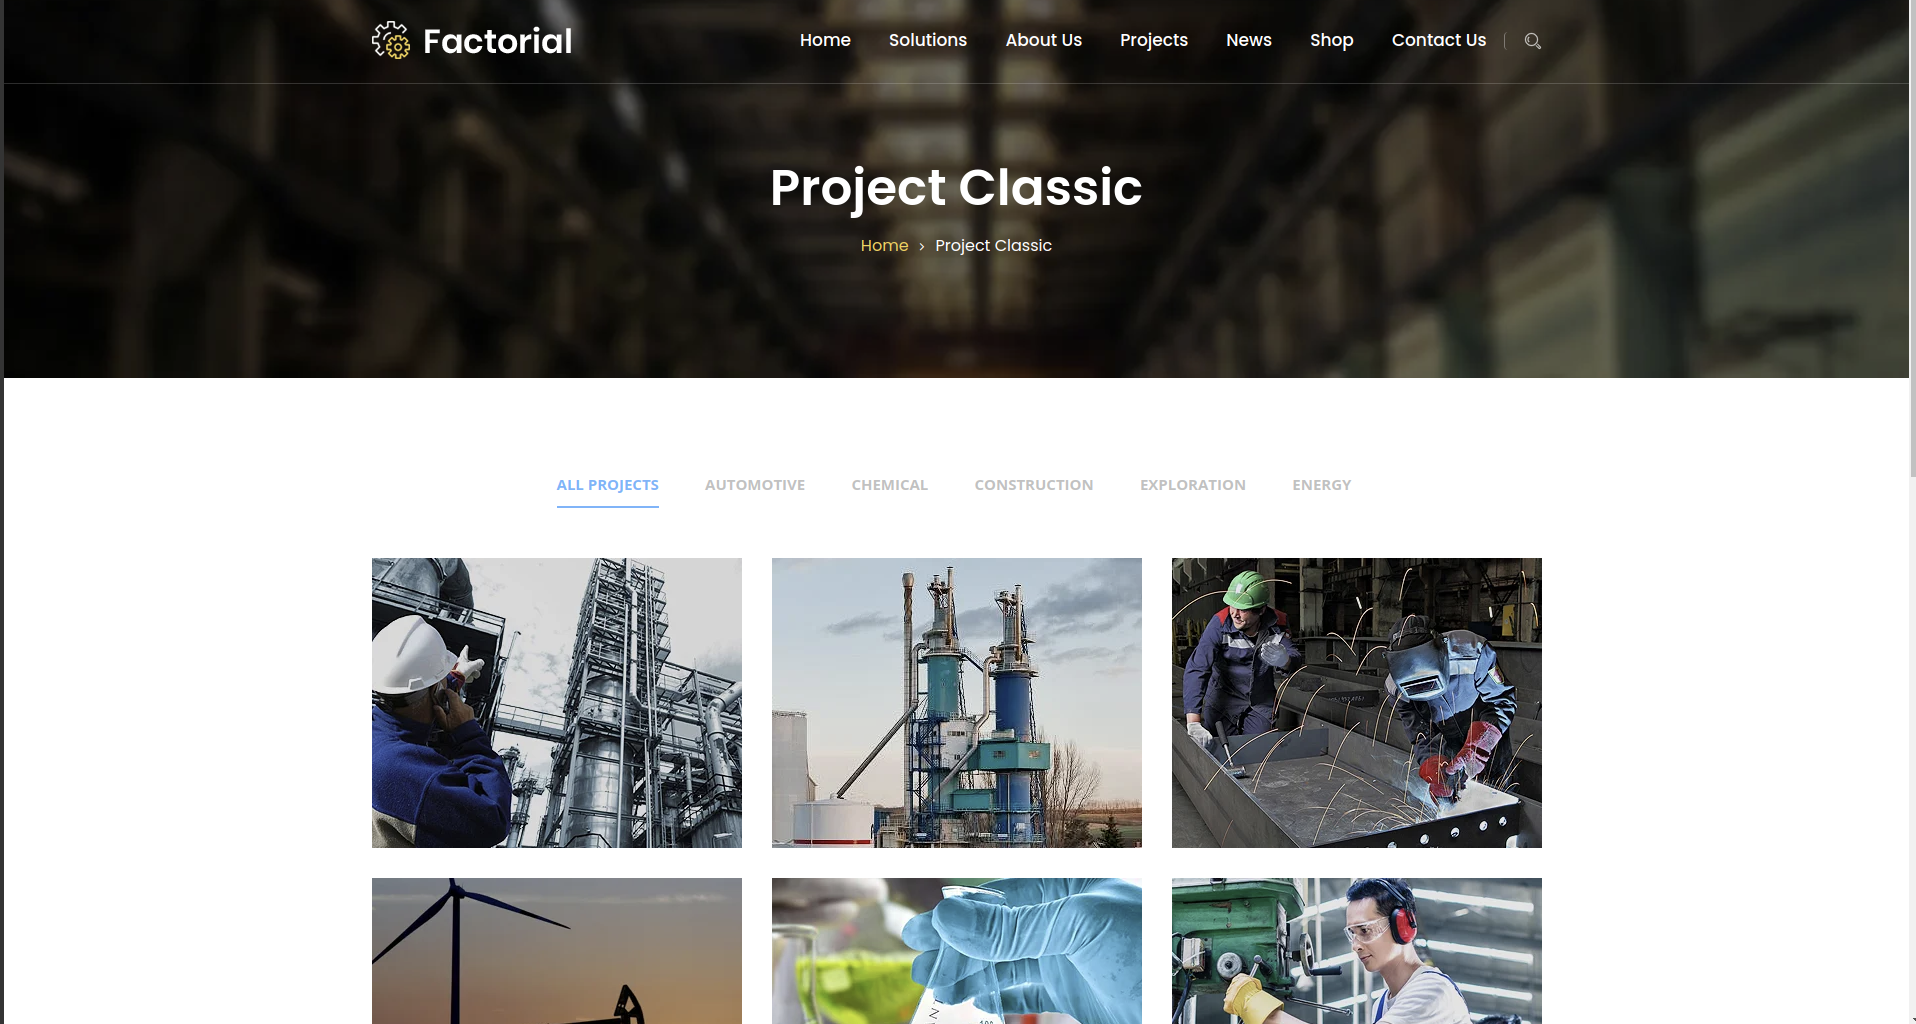 Factorial
Home Solutions About Us Projects News Shop Contact Us
Project Classic
Home › Project Classic
ALL PROJECTS AUTOMOTIVE CHEMICAL CONSTRUCTION EXPLORATION ENERGY